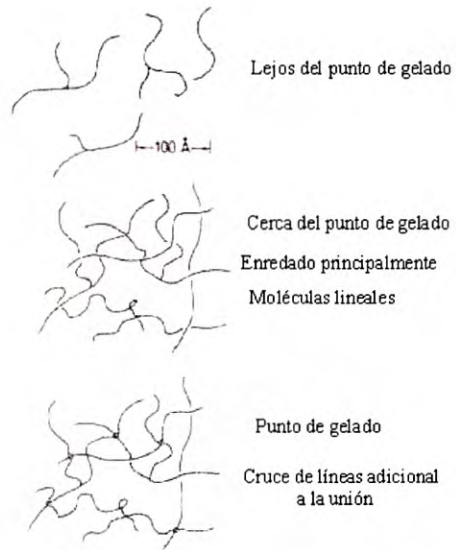 Lejos del punto de gelado
100 Å
Cerca del punto de gelado
Enredado principalmente
Moléculas lineales
Punto de gelado
Cruce de líneas adicional
a la unión